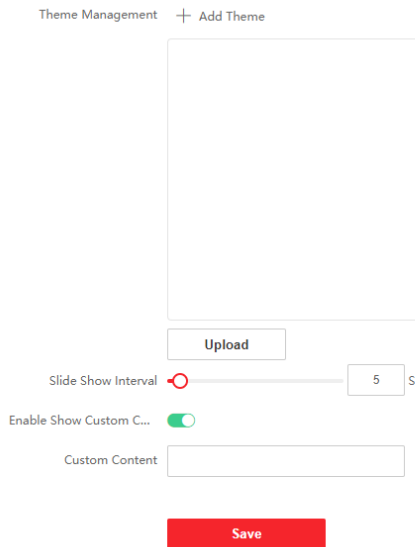 Theme Management + Add Theme
Upload
Slide Show Interval 5 S
Enable Show Custom C...
Custom Content
Save